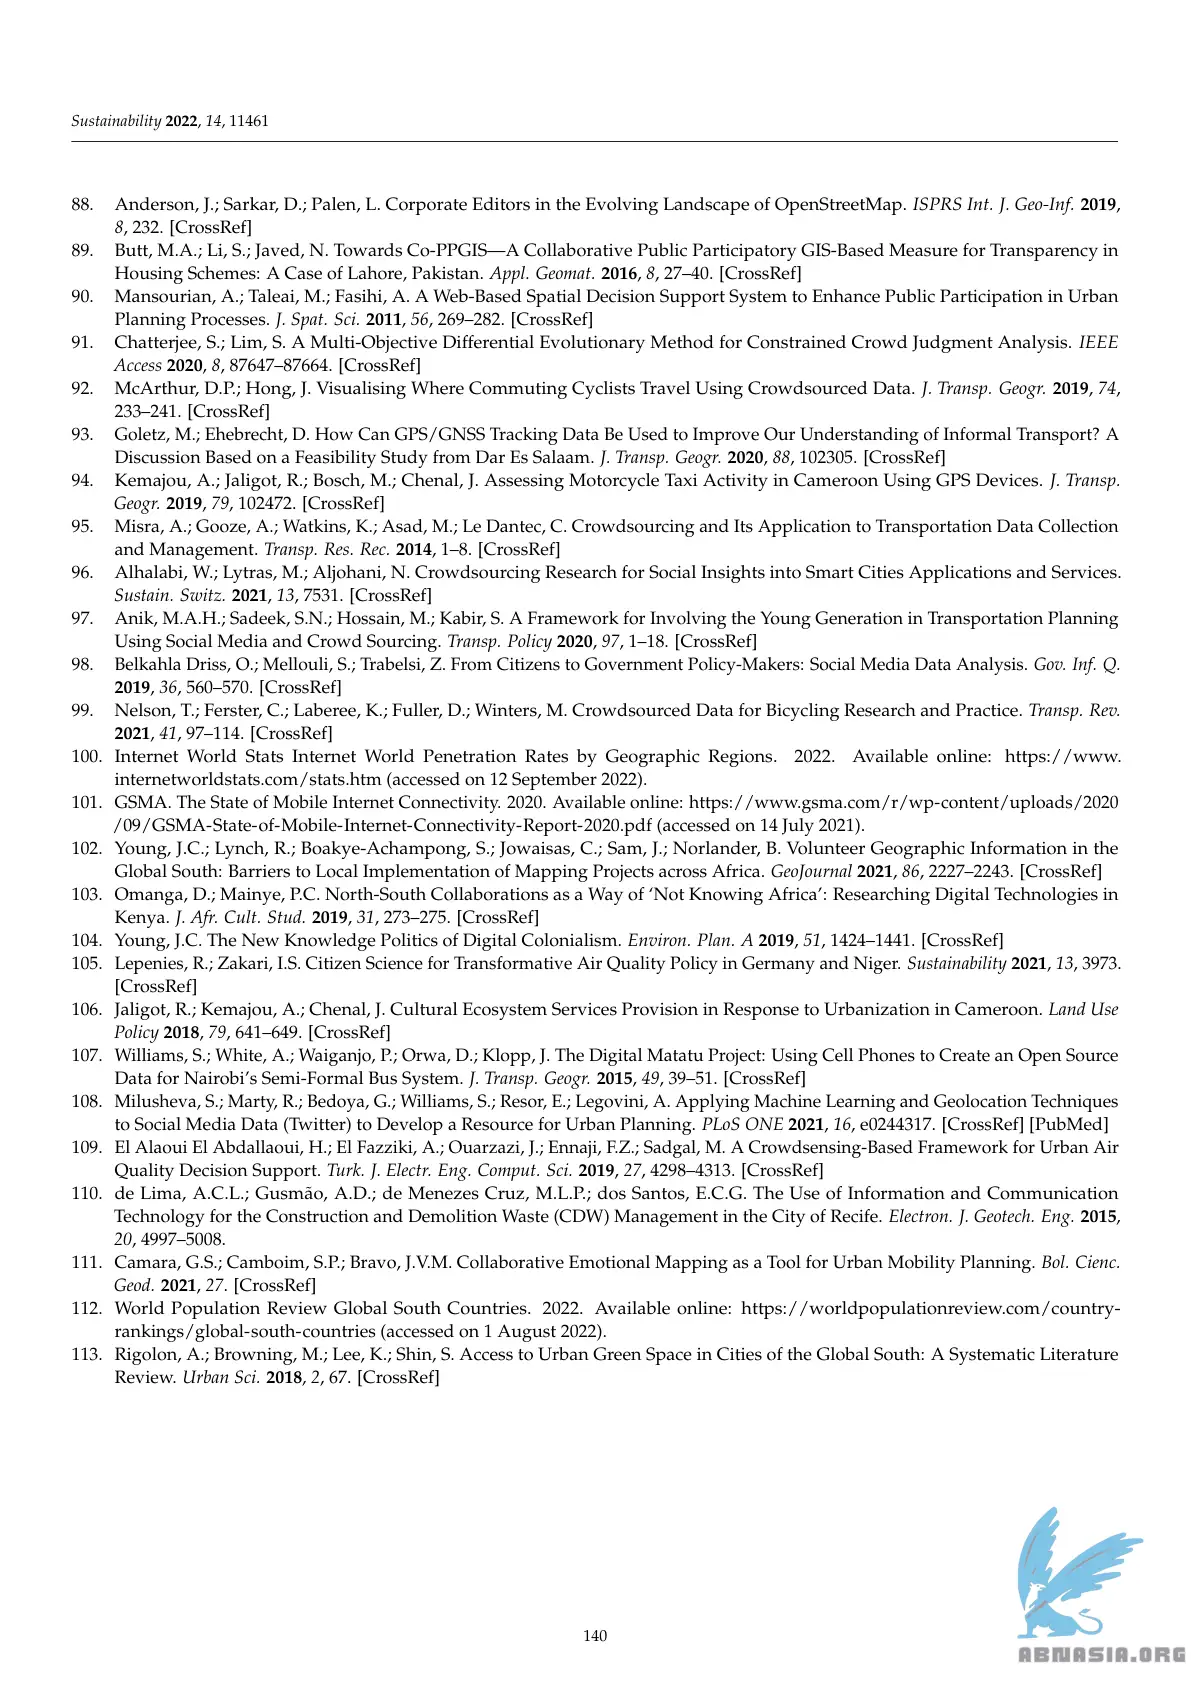 Sustainability 2022, 14, 11461
88. Anderson, J.; Sarkar, D.; Palen, L. Corporate Editors in the Evolving Landscape of OpenStreetMap. ISPRS Int. J. Geo-Inf. 2019,
8, 232. [CrossRef]
89. Butt, M.A.; Li, S.; Javed, N. Towards Co-PPGIS—A Collaborative Public Participatory GIS-Based Measure for Transparency in
Housing Schemes: A Case of Lahore, Pakistan. Appl. Geomat. 2016, 8, 27–40. [CrossRef]
90. Mansourian, A.; Taleai, M.; Fasihi, A. A Web-Based Spatial Decision Support System to Enhance Public Participation in Urban
Planning Processes. J. Spat. Sci. 2011, 56, 269–282. [CrossRef]
91. Chatterjee, S.; Lim, S. A Multi-Objective Differential Evolutionary Method for Constrained Crowd Judgment Analysis. IEEE
Access 2020, 8, 87647–87664. [CrossRef]
92. McArthur, D.P.; Hong, J. Visualising Where Commuting Cyclists Travel Using Crowdsourced Data. J. Transp. Geogr. 2019, 74,
233–241. [CrossRef]
93. Goletz, M.; Ehebrecht, D. How Can GPS/GNSS Tracking Data Be Used to Improve Our Understanding of Informal Transport? A
Discussion Based on a Feasibility Study from Dar Es Salaam. J. Transp. Geogr. 2020, 88, 102305. [CrossRef]
94. Kemajou, A.; Jaligot, R.; Bosch, M.; Chenal, J. Assessing Motorcycle Taxi Activity in Cameroon Using GPS Devices. J. Transp.
Geogr. 2019, 79, 102472. [CrossRef]
95. Misra, A.; Gooze, A.; Watkins, K.; Asad, M.; Le Dantec, C. Crowdsourcing and Its Application to Transportation Data Collection
and Management. Transp. Res. Rec. 2014, 1–8. [CrossRef]
96. Alhalabi, W.; Lytras, M.; Aljohani, N. Crowdsourcing Research for Social Insights into Smart Cities Applications and Services.
Sustain. Switz. 2021, 13, 7531. [CrossRef]
97. Anik, M.A.H.; Sadeek, S.N.; Hossain, M.; Kabir, S. A Framework for Involving the Young Generation in Transportation Planning
Using Social Media and Crowd Sourcing. Transp. Policy 2020, 97, 1–18. [CrossRef]
98. Belkahla Driss, O.; Mellouli, S.; Trabelsi, Z. From Citizens to Government Policy-Makers: Social Media Data Analysis. Gov. Inf. Q.
2019, 36, 560–570. [CrossRef]
99. Nelson, T.; Ferster, C.; Laberee, K.; Fuller, D.; Winters, M. Crowdsourced Data for Bicycling Research and Practice. Transp. Rev.
2021, 41, 97–114. [CrossRef]
100. Internet World Stats Internet World Penetration Rates by Geographic Regions. 2022. Available online: https://www.
internetworldstats.com/stats.htm (accessed on 12 September 2022).
101. GSMA. The State of Mobile Internet Connectivity. 2020. Available online: https://www.gsma.com/r/wp-content/uploads/2020
/09/GSMA-State-of-Mobile-Internet-Connectivity-Report-2020.pdf (accessed on 14 July 2021).
102. Young, J.C.; Lynch, R.; Boakye-Achampong, S.; Jowaisas, C.; Sam, J.; Norlander, B. Volunteer Geographic Information in the
Global South: Barriers to Local Implementation of Mapping Projects across Africa. GeoJournal 2021, 86, 2227–2243. [CrossRef]
103. Omanga, D.; Mainye, P.C. North-South Collaborations as a Way of ‘Not Knowing Africa’: Researching Digital Technologies in
Kenya. J. Afr. Cult. Stud. 2019, 31, 273–275. [CrossRef]
104. Young, J.C. The New Knowledge Politics of Digital Colonialism. Environ. Plan. A 2019, 51, 1424–1441. [CrossRef]
105. Lepenies, R.; Zakari, I.S. Citizen Science for Transformative Air Quality Policy in Germany and Niger. Sustainability 2021, 13, 3973.
[CrossRef]
106. Jaligot, R.; Kemajou, A.; Chenal, J. Cultural Ecosystem Services Provision in Response to Urbanization in Cameroon. Land Use
Policy 2018, 79, 641–649. [CrossRef]
107. Williams, S.; White, A.; Waiganjo, P.; Orwa, D.; Klopp, J. The Digital Matatu Project: Using Cell Phones to Create an Open Source
Data for Nairobi’s Semi-Formal Bus System. J. Transp. Geogr. 2015, 49, 39–51. [CrossRef]
108. Milusheva, S.; Marty, R.; Bedoya, G.; Williams, S.; Resor, E.; Legovini, A. Applying Machine Learning and Geolocation Techniques
to Social Media Data (Twitter) to Develop a Resource for Urban Planning. PLoS ONE 2021, 16, e0244317. [CrossRef] [PubMed]
109. El Alaoui El Abdallaoui, H.; El Fazziki, A.; Ouarzazi, J.; Ennaji, F.Z.; Sadgal, M. A Crowdsensing-Based Framework for Urban Air
Quality Decision Support. Turk. J. Electr. Eng. Comput. Sci. 2019, 27, 4298–4313. [CrossRef]
110. de Lima, A.C.L.; Gusmão, A.D.; de Menezes Cruz, M.L.P.; dos Santos, E.C.G. The Use of Information and Communication
Technology for the Construction and Demolition Waste (CDW) Management in the City of Recife. Electron. J. Geotech. Eng. 2015,
20, 4997–5008.
111. Camara, G.S.; Camboim, S.P.; Bravo, J.V.M. Collaborative Emotional Mapping as a Tool for Urban Mobility Planning. Bol. Cienc.
Geod. 2021, 27. [CrossRef]
112. World Population Review Global South Countries. 2022. Available online: https://worldpopulationreview.com/country-
rankings/global-south-countries (accessed on 1 August 2022).
113. Rigolon, A.; Browning, M.; Lee, K.; Shin, S. Access to Urban Green Space in Cities of the Global South: A Systematic Literature
Review. Urban Sci. 2018, 2, 67. [CrossRef]
140
ABNASIA.ORG